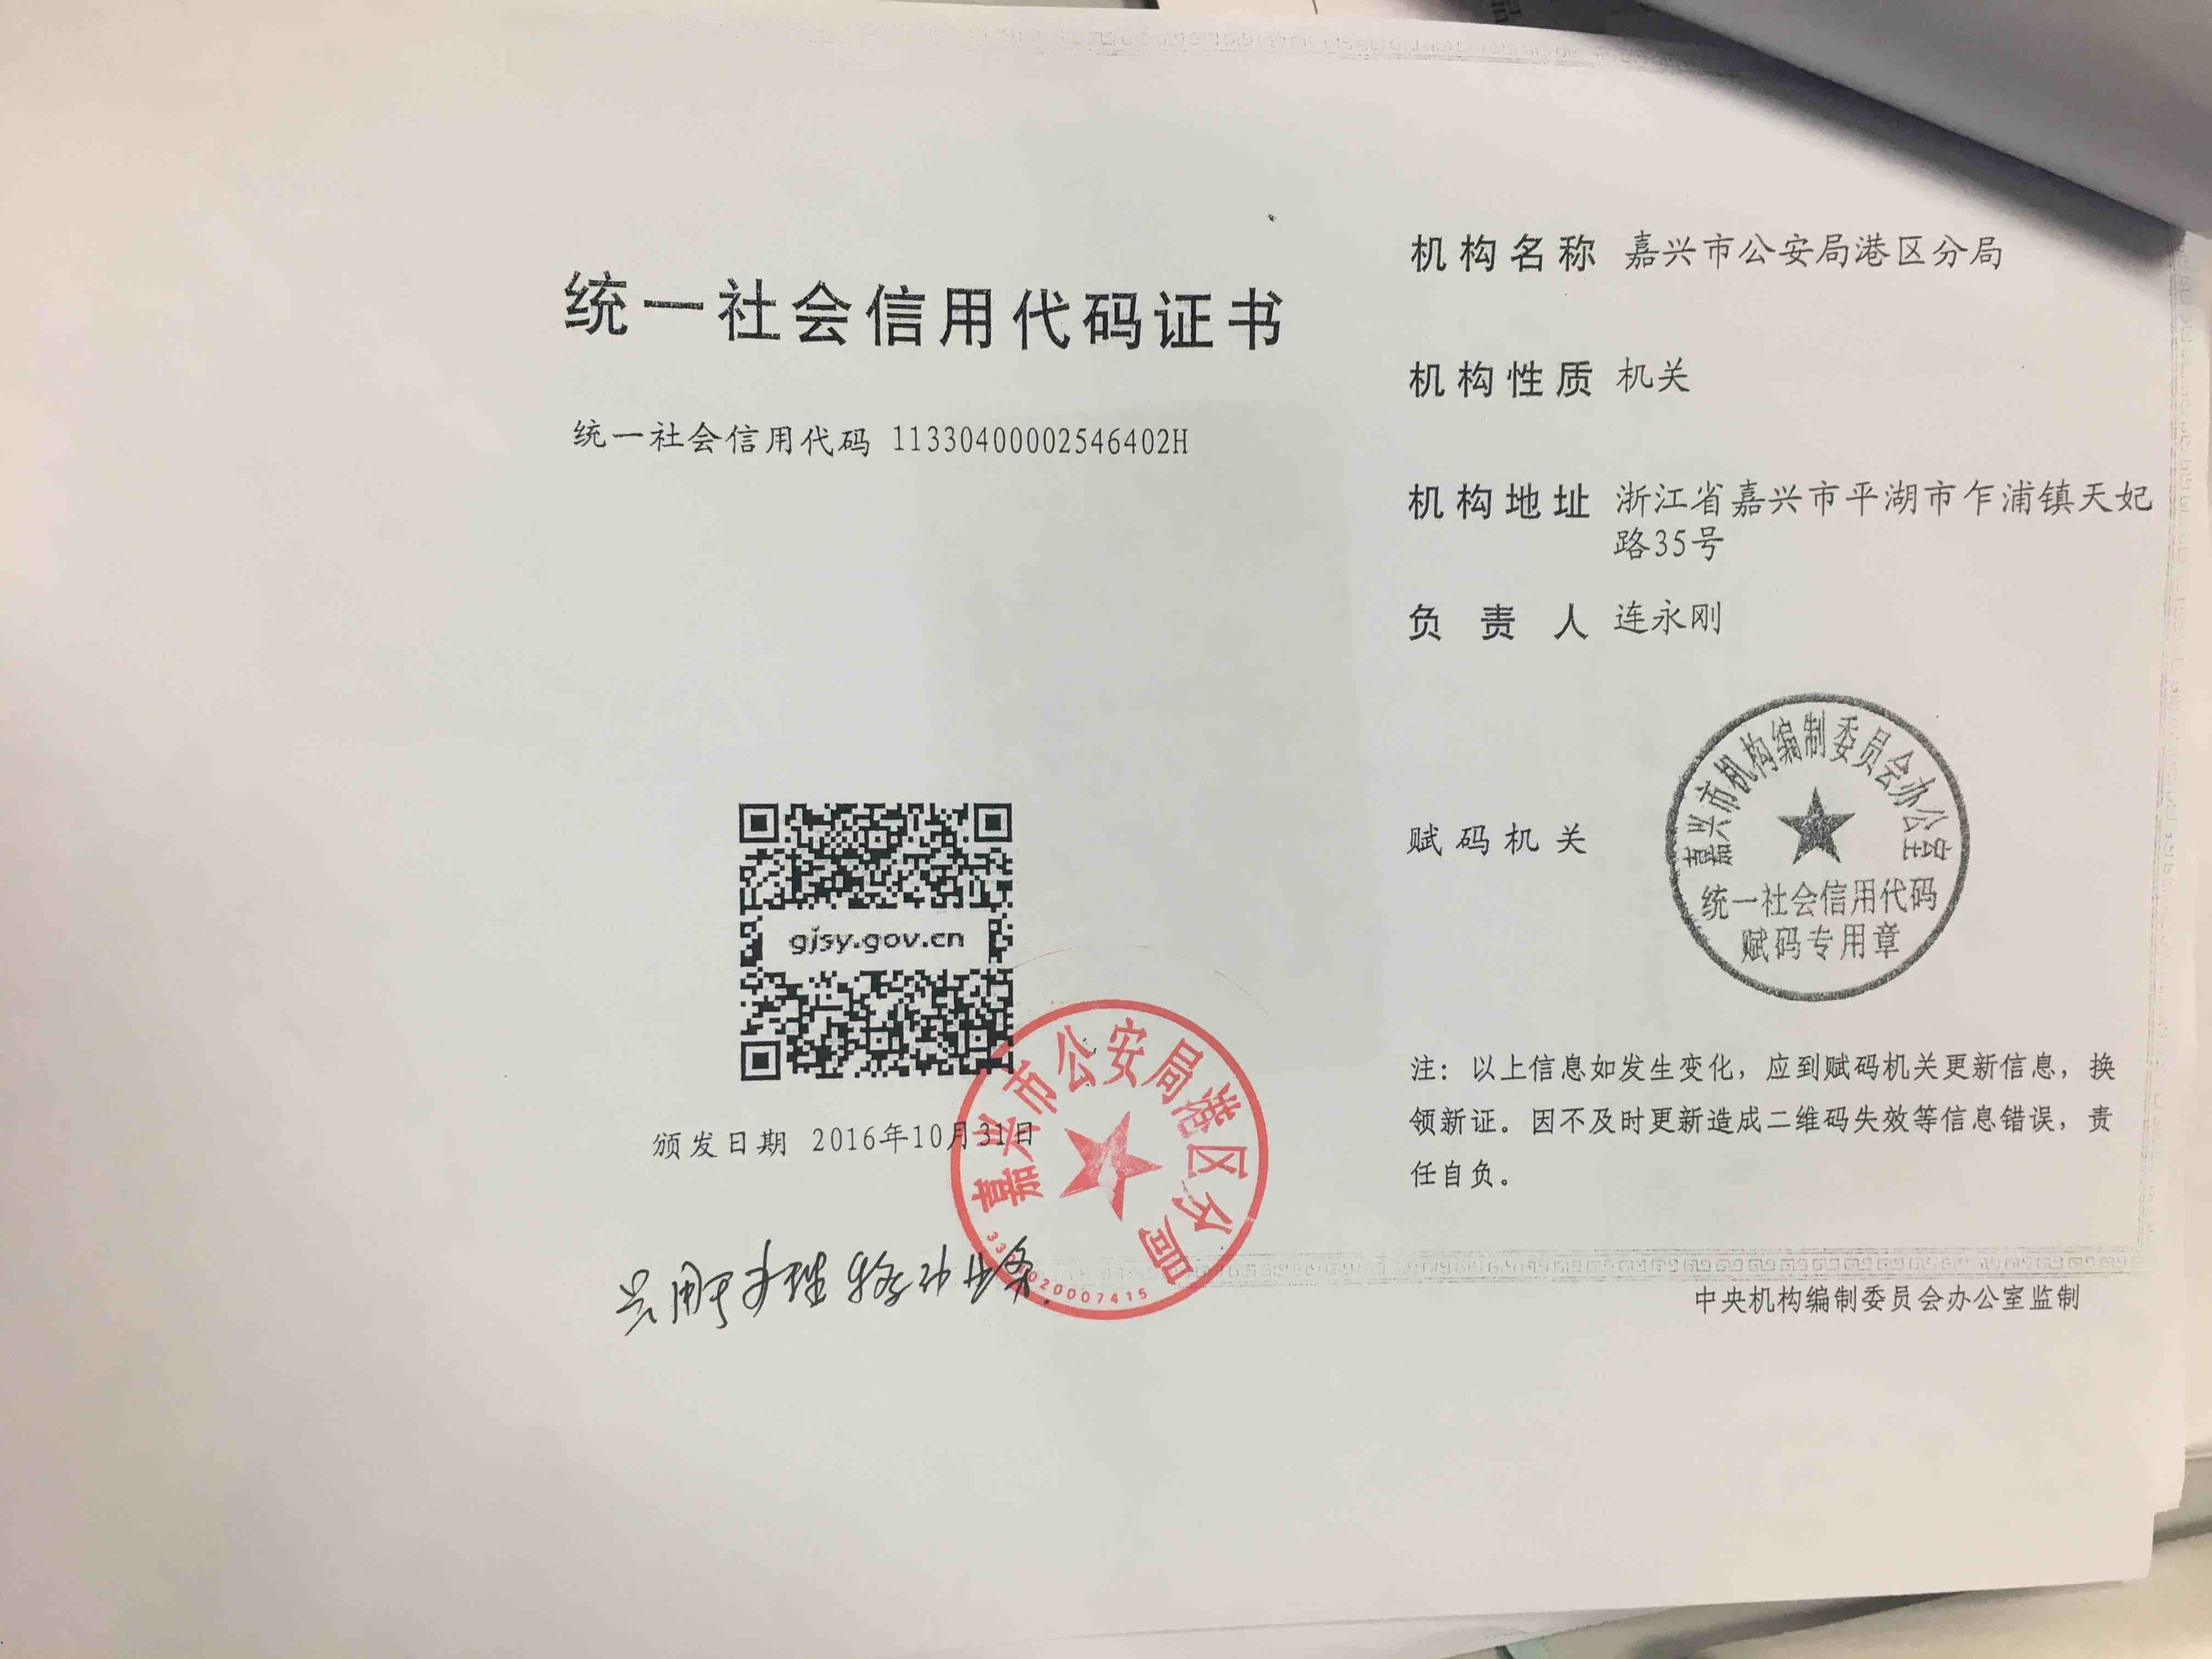 统一社会信用代码证书
统一社会信用代码 11330400002546402H
gjsy.gov.cn
颁发日期 2016年10月31日
嘉兴市公安局港区分局
只用于办理移动业务
机构名称 嘉兴市公安局港区分局
机构性质 机关
机构地址 浙江省嘉兴市平湖市乍浦镇天妃
路35号
负责人 连永刚
赋码机关
嘉兴市机构编制委员会办公室
统一社会信用代码
赋码专用章
注：以上信息如发生变化，应到赋码机关更新信息，换
领新证。因不及时更新造成二维码失效等信息错误，责
任自负。
中央机构编制委员会办公室监制